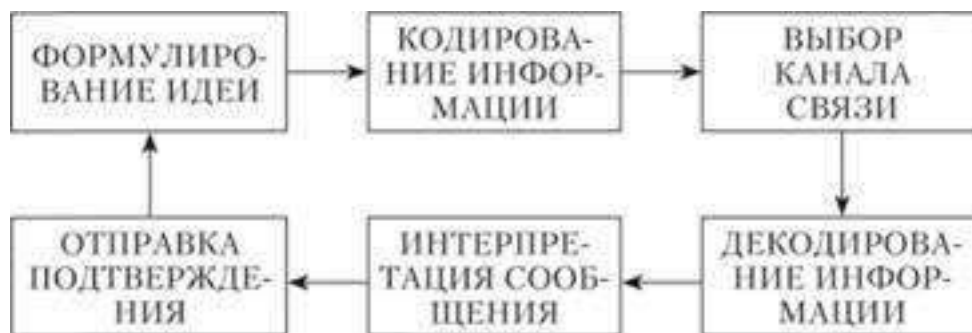 ФОРМУЛИРО-
ВАНИЕ ИДЕИ
КОДИРОВА-
НИЕ ИНФОР-
МАЦИИ
ВЫБОР
КАНАЛА
СВЯЗИ
ОТПРАВКА
ПОДТВЕРЖДЕ-
НИЯ
ИНТЕРПРЕ-
ТАЦИЯ СООБ-
ЩЕНИЯ
ДЕКОДИРОВА-
НИЕ ИНФОР-
МАЦИИ